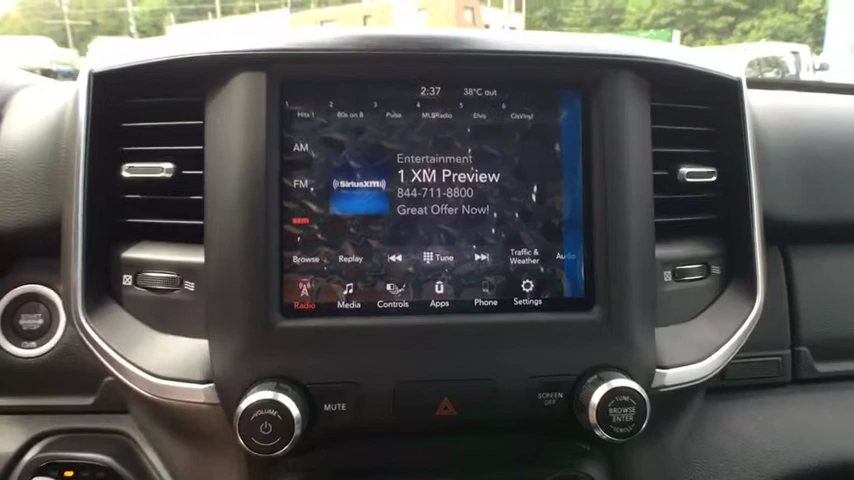 2:37 38°C out
1 2 3 4 5 6
Hits 1 80s on 8 Pulse MLBRadio Elvis ClsVinyl
AM
FM
SXM
SiriusXM
Entertainment
1 XM Preview
844-711-8800
Great Offer Now!
Browse Replay Tune Traffic & Weather Audio
Radio Media Controls Apps Phone Settings
VOLUME
MUTE
SCREEN OFF
TUNE
BROWSE
ENTER
SCROLL